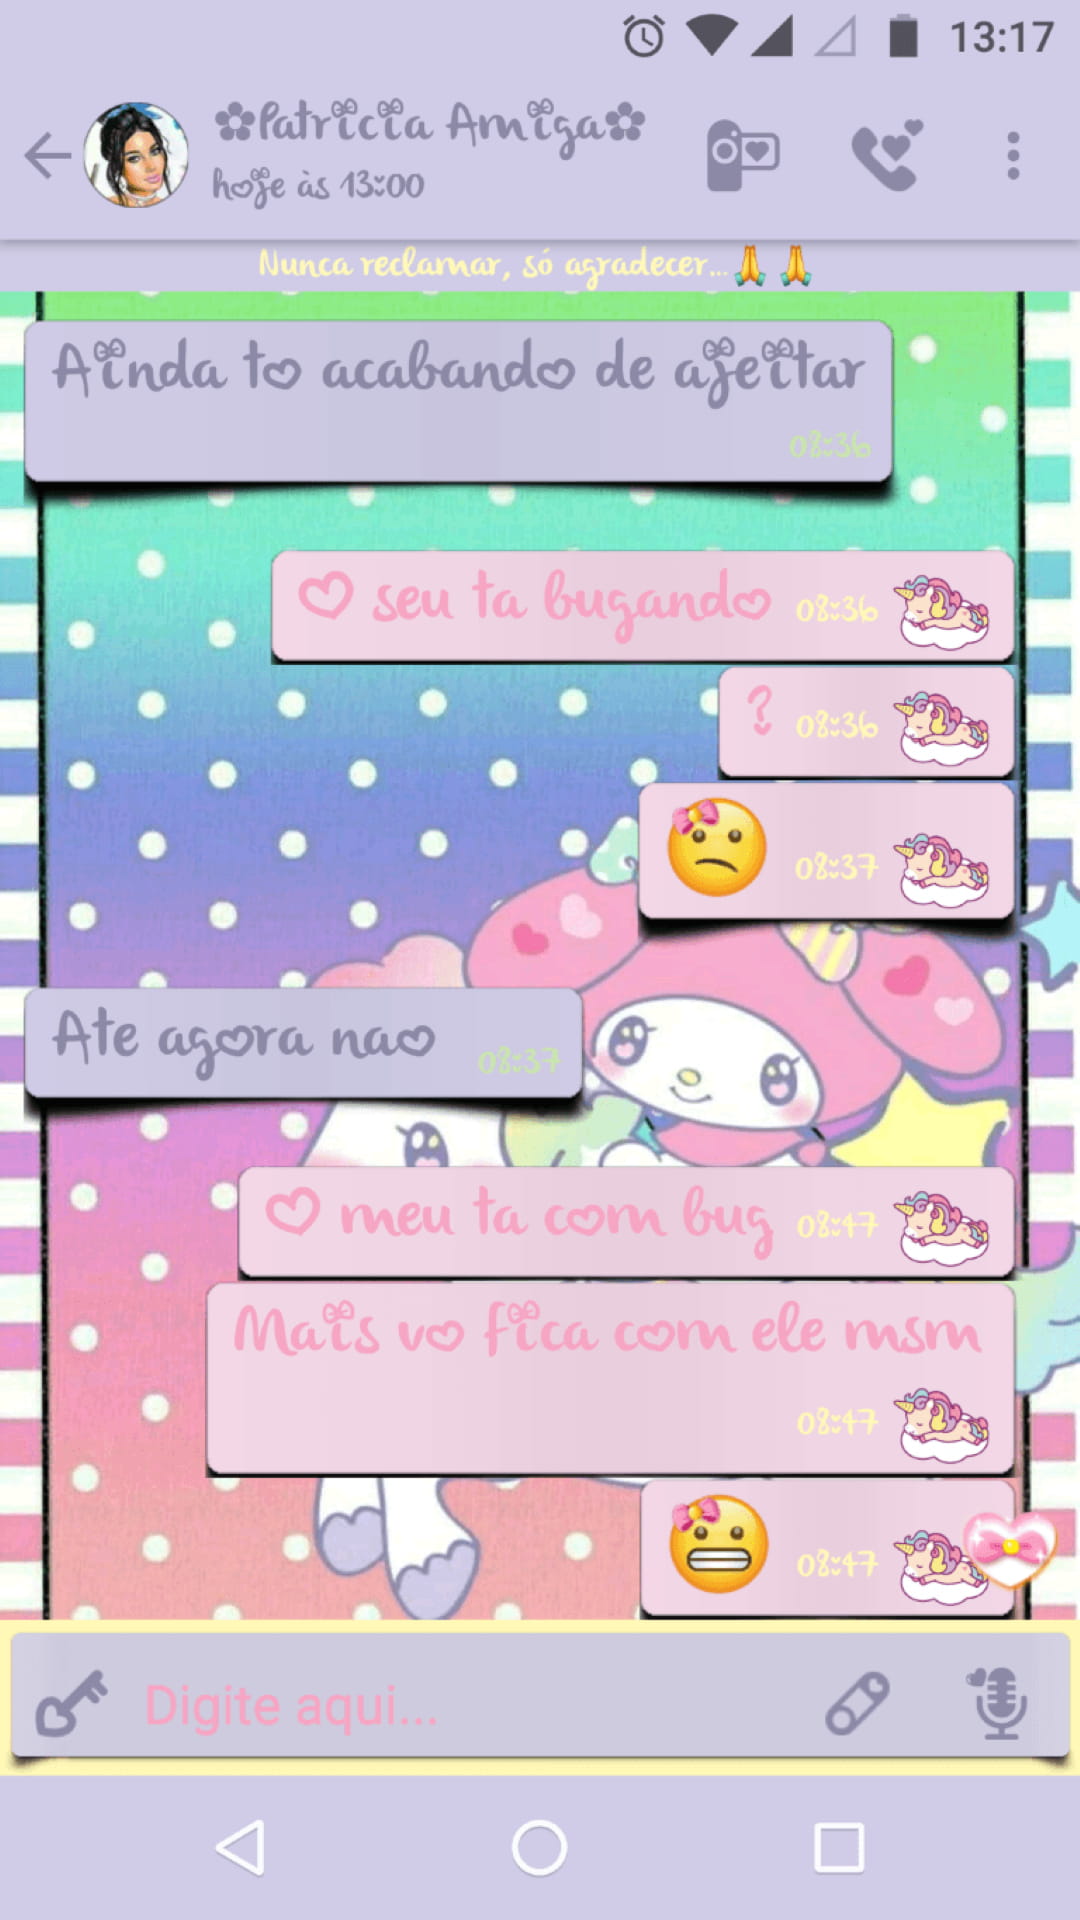 13:17
✿Patricia Amiga✿
hoje às 13:00
Nunca reclamar, só agradecer...🙏 🙏
Ainda to acabando de ajeitar
08:36
O seu ta bugando 08:36
? 08:36
😕 08:37
Ate agora nao 08:37
O meu ta com bug 08:47
Mais vo fica com ele msm
08:47
😬 08:47
Digite aqui...